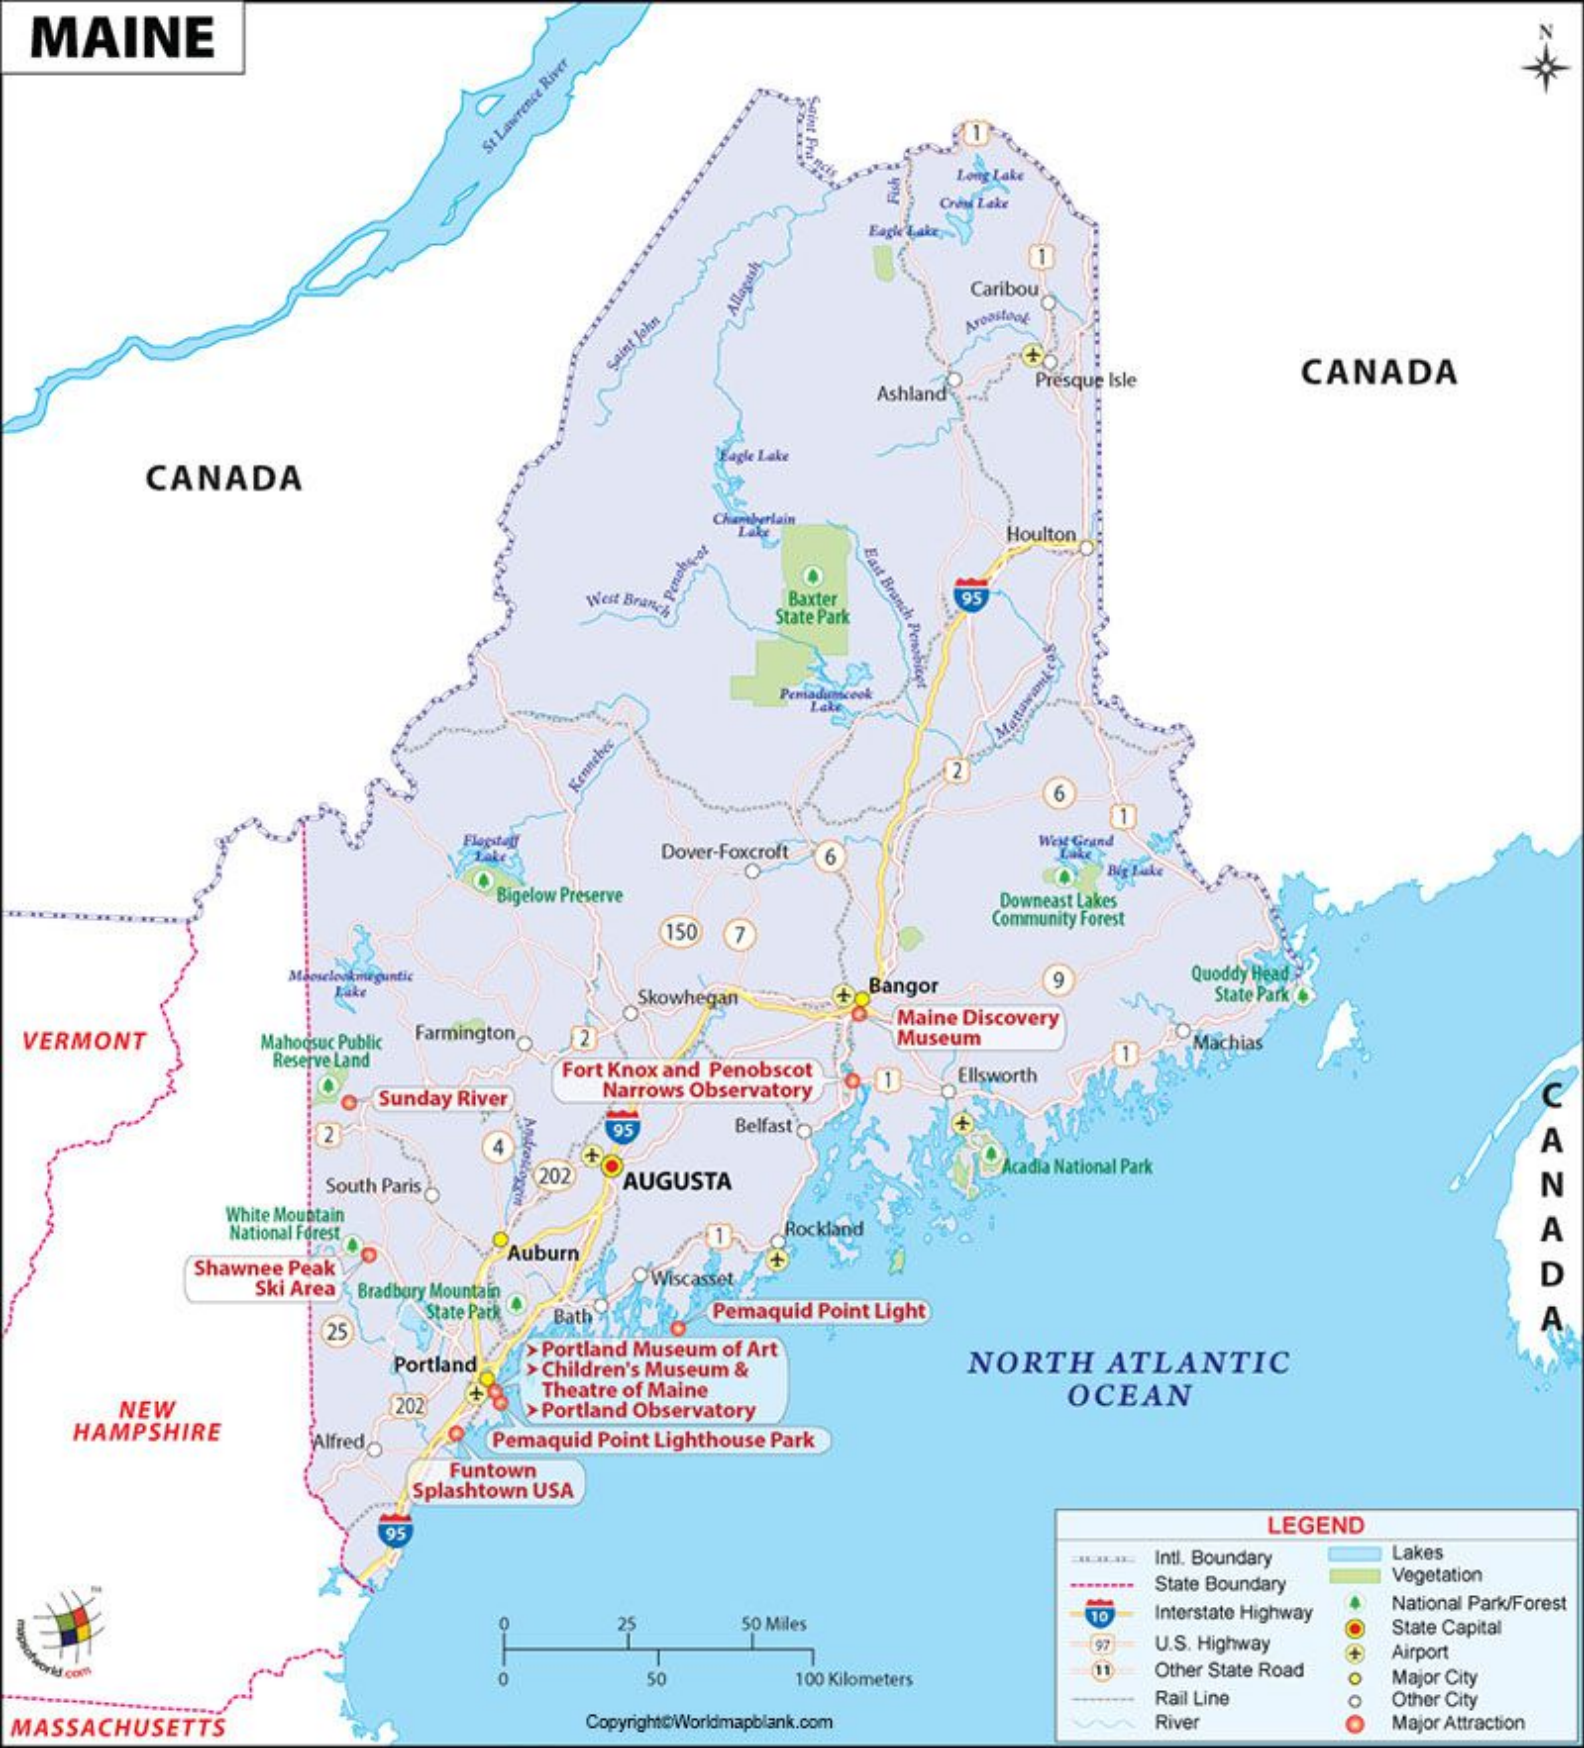 MAINE
N
St Lawrence River
Saint Francis
1
Long Lake
Fish
Cross Lake
Eagle Lake
1
Caribou
Allagash
Aroostook
Saint John
CANADA
Presque Isle
Ashland
Eagle Lake
CANADA
Chamberlain
Lake
Houlton
East Branch Penobscot
West Branch Penobscot
95
Baxter
State Park
Mattawamkeag
Pemadumcook
Lake
Kennebec
2
6
1
Flagstaff
Lake
West Grand
Lake
Dover-Foxcroft
6
Big Lake
Bigelow Preserve
Downeast Lakes
Community Forest
150
7
Mooselookmeguntic
Lake
Quoddy Head
State Park
9
Bangor
Skowhegan
Maine Discovery
Museum
VERMONT
Farmington
2
Machias
Mahoosuc Public
Reserve Land
1
Fort Knox and Penobscot
Narrows Observatory
1
Ellsworth
Sunday River
CANADA
2
95
Belfast
4
Androscoggin
202
Acadia National Park
AUGUSTA
South Paris
White Mountain
National Forest
1
Rockland
Auburn
Shawnee Peak
Ski Area
Wiscasset
Bradbury Mountain
State Park
Bath
Pemaquid Point Light
25
Portland
Portland Museum of Art
Children's Museum &
Theatre of Maine
Portland Observatory
NORTH ATLANTIC
OCEAN
NEW
HAMPSHIRE
202
Alfred
Pemaquid Point Lighthouse Park
Funtown
Splashtown USA
95
LEGEND
Intl. Boundary
State Boundary
10
Interstate Highway
97
U.S. Highway
11
Other State Road
Rail Line
River
Lakes
Vegetation
National Park/Forest
State Capital
Airport
Major City
Other City
Major Attraction
TM
mapsofworld.com
0 25 50 Miles
0 50 100 Kilometers
Copyright©Worldmapblank.com
MASSACHUSETTS